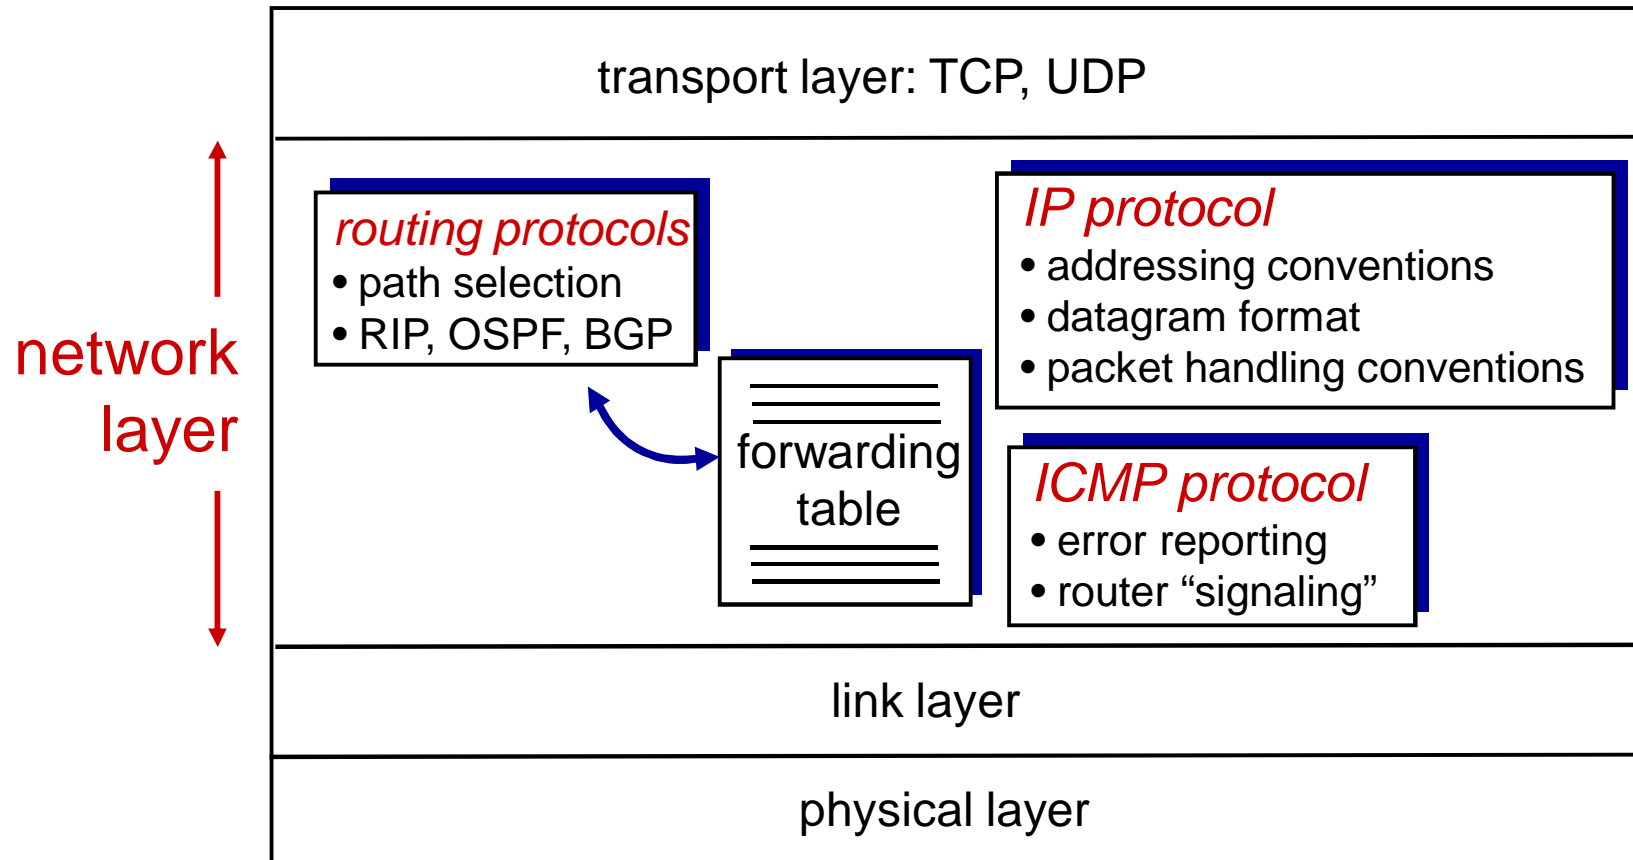 transport layer: TCP, UDP
network
layer
routing protocols
• path selection
• RIP, OSPF, BGP
forwarding
table
IP protocol
• addressing conventions
• datagram format
• packet handling conventions
ICMP protocol
• error reporting
• router “signaling”
link layer
physical layer